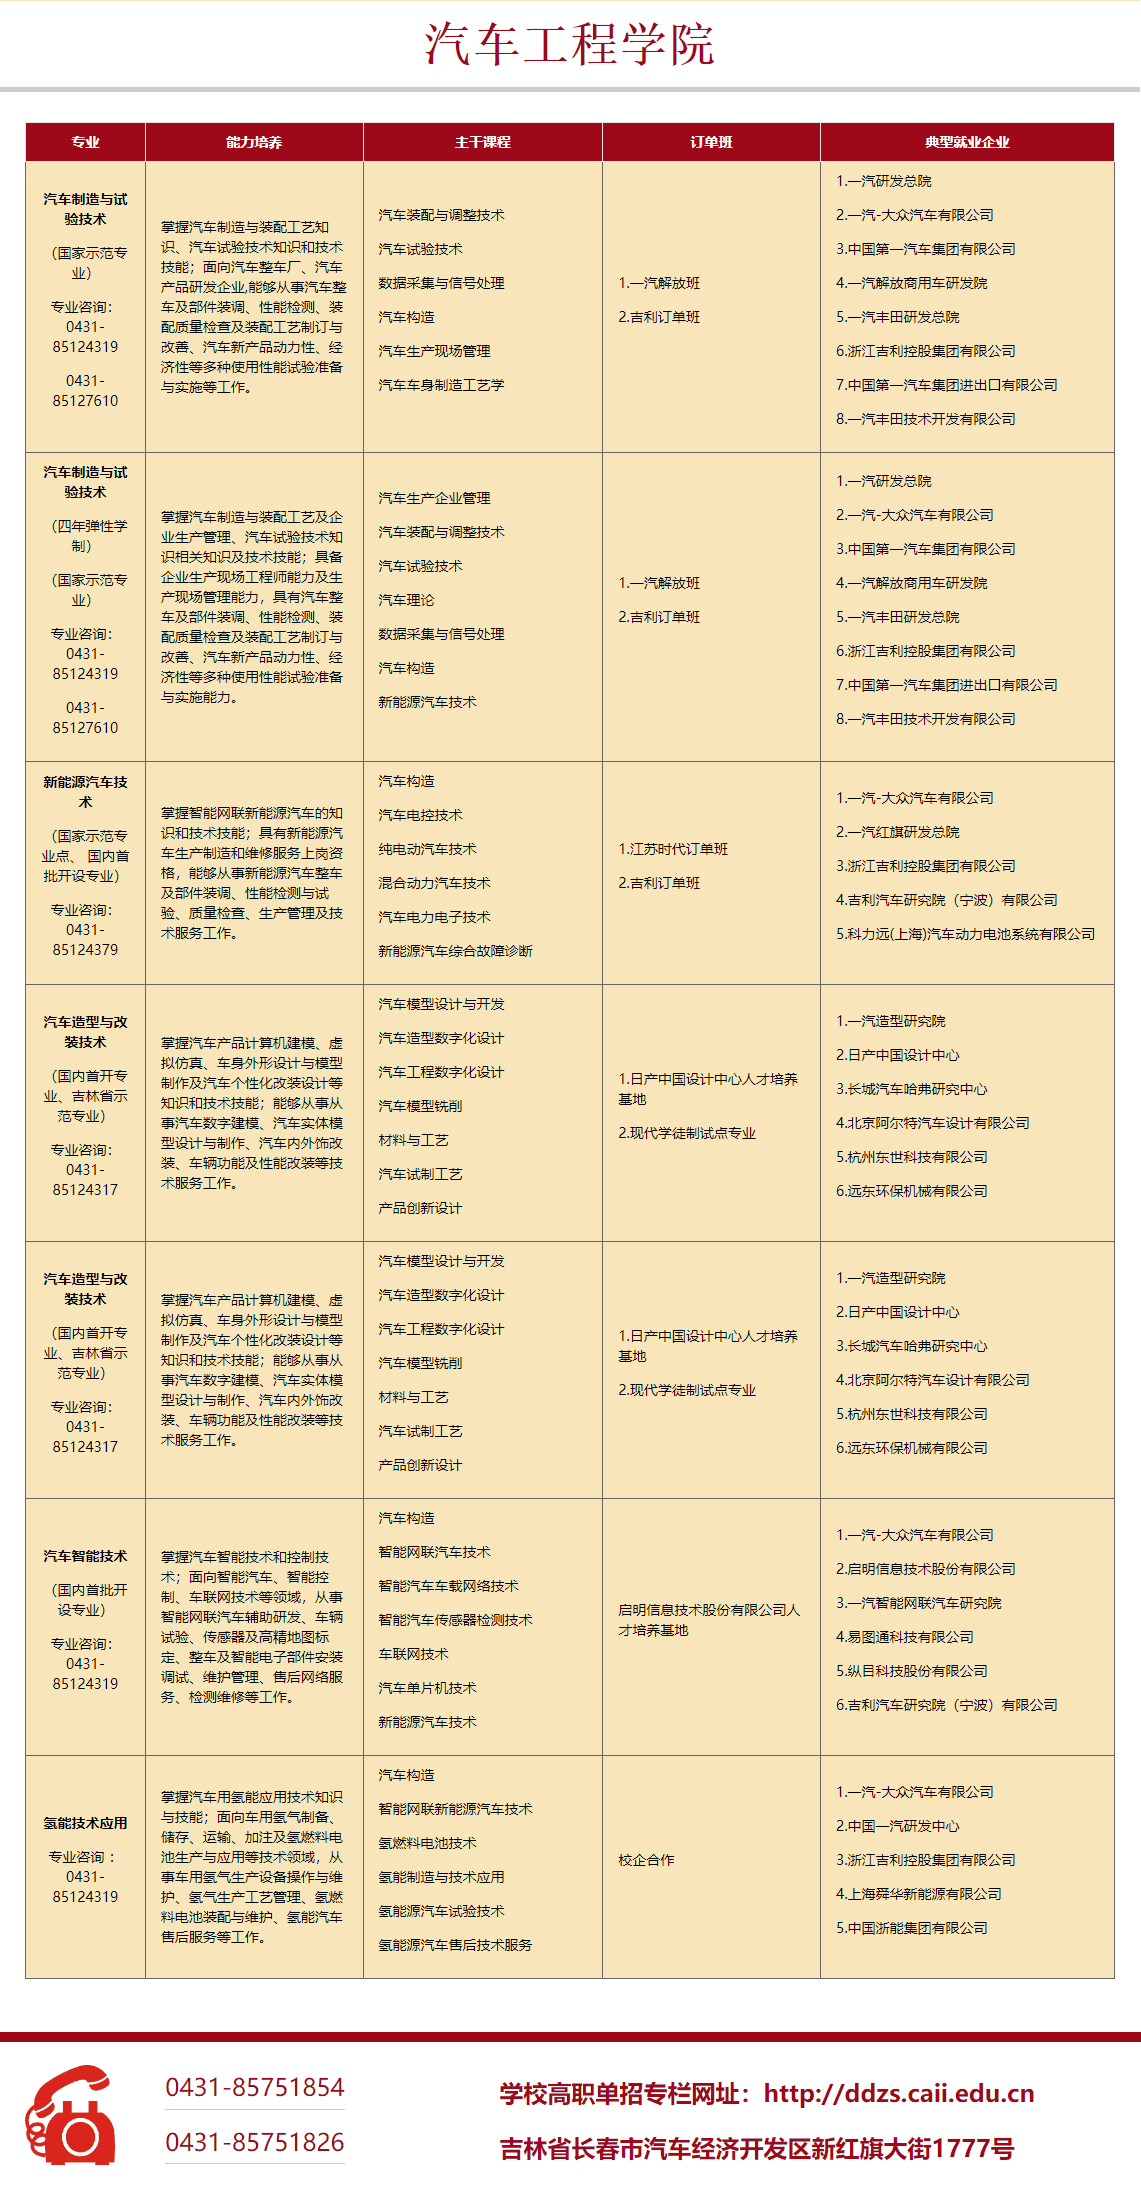 汽车工程学院
专业 能力培养 主干课程 订单班 典型就业企业
汽车制造与试
验技术
（国家示范专
业）
专业咨询：
0431-
85124319
0431-
85127610
掌握汽车制造与装配工艺知
识、汽车试验技术知识和技术
技能；面向汽车整车厂、汽车
产品研发企业,能够从事汽车整
车及部件装调、性能检测、装
配质量检查及装配工艺制订与
改善、汽车新产品动力性、经
济性等多种使用性能试验准备
与实施等工作。
汽车装配与调整技术
汽车试验技术
数据采集与信号处理
汽车构造
汽车生产现场管理
汽车车身制造工艺学
1.一汽解放班
2.吉利订单班
1.一汽研发总院
2.一汽-大众汽车有限公司
3.中国第一汽车集团有限公司
4.一汽解放商用车研发院
5.一汽丰田研发总院
6.浙江吉利控股集团有限公司
7.中国第一汽车集团进出口有限公司
8.一汽丰田技术开发有限公司
汽车制造与试
验技术
（四年弹性学
制）
（国家示范专
业）
专业咨询：
0431-
85124319
0431-
85127610
掌握汽车制造与装配工艺及企
业生产管理、汽车试验技术知
识相关知识及技术技能；具备
企业生产现场工程师能力及生
产现场管理能力，具有汽车整
车及部件装调、性能检测、装
配质量检查及装配工艺制订与
改善、汽车新产品动力性、经
济性等多种使用性能试验准备
与实施能力。
汽车生产企业管理
汽车装配与调整技术
汽车试验技术
汽车理论
数据采集与信号处理
汽车构造
新能源汽车技术
1.一汽解放班
2.吉利订单班
1.一汽研发总院
2.一汽-大众汽车有限公司
3.中国第一汽车集团有限公司
4.一汽解放商用车研发院
5.一汽丰田研发总院
6.浙江吉利控股集团有限公司
7.中国第一汽车集团进出口有限公司
8.一汽丰田技术开发有限公司
新能源汽车技
术
（国家示范专
业点、 国内首
批开设专业）
专业咨询：
0431-
85124379
掌握智能网联新能源汽车的知
识和技术技能；具有新能源汽
车生产制造和维修服务上岗资
格，能够从事新能源汽车整车
及部件装调、性能检测与试
验、质量检查、生产管理及技
术服务工作。
汽车构造
汽车电控技术
纯电动汽车技术
混合动力汽车技术
汽车电力电子技术
新能源汽车综合故障诊断
1.江苏时代订单班
2.吉利订单班
1.一汽-大众汽车有限公司
2.一汽红旗研发总院
3.浙江吉利控股集团有限公司
4.吉利汽车研究院（宁波）有限公司
5.科力远(上海)汽车动力电池系统有限公司
汽车造型与改
装技术
（国内首开专
业、吉林省示
范专业）
专业咨询：
0431-
85124317
掌握汽车产品计算机建模、虚
拟仿真、车身外形设计与模型
制作及汽车个性化改装设计等
知识和技术技能；能够从事从
事汽车数字建模、汽车实体模
型设计与制作、汽车内外饰改
装、车辆功能及性能改装等技
术服务工作。
汽车模型设计与开发
汽车造型数字化设计
汽车工程数字化设计
汽车模型铣削
材料与工艺
汽车试制工艺
产品创新设计
1.日产中国设计中心人才培养
基地
2.现代学徒制试点专业
1.一汽造型研究院
2.日产中国设计中心
3.长城汽车哈弗研究中心
4.北京阿尔特汽车设计有限公司
5.杭州东世科技有限公司
6.远东环保机械有限公司
汽车造型与改
装技术
（国内首开专
业、吉林省示
范专业）
专业咨询：
0431-
85124317
掌握汽车产品计算机建模、虚
拟仿真、车身外形设计与模型
制作及汽车个性化改装设计等
知识和技术技能；能够从事从
事汽车数字建模、汽车实体模
型设计与制作、汽车内外饰改
装、车辆功能及性能改装等技
术服务工作。
汽车模型设计与开发
汽车造型数字化设计
汽车工程数字化设计
汽车模型铣削
材料与工艺
汽车试制工艺
产品创新设计
1.日产中国设计中心人才培养
基地
2.现代学徒制试点专业
1.一汽造型研究院
2.日产中国设计中心
3.长城汽车哈弗研究中心
4.北京阿尔特汽车设计有限公司
5.杭州东世科技有限公司
6.远东环保机械有限公司
汽车智能技术
（国内首批开
设专业）
专业咨询：
0431-
85124319
掌握汽车智能技术和控制技
术；面向智能汽车、智能控
制、车联网技术等领域，从事
智能网联汽车辅助研发、车辆
试验、传感器及高精地图标
定、整车及智能电子部件安装
调试、维护管理、售后网络服
务、检测维修等工作。
汽车构造
智能网联汽车技术
智能汽车车载网络技术
智能汽车传感器检测技术
车联网技术
汽车单片机技术
新能源汽车技术
启明信息技术股份有限公司人
才培养基地
1.一汽-大众汽车有限公司
2.启明信息技术股份有限公司
3.一汽智能网联汽车研究院
4.易图通科技有限公司
5.纵目科技股份有限公司
6.吉利汽车研究院（宁波）有限公司
氢能技术应用
专业咨询 ：
0431-
85124319
掌握汽车用氢能应用技术知识
与技能；面向车用氢气制备、
储存、运输、加注及氢燃料电
池生产与应用等技术领域，从
事车用氢气生产设备操作与维
护、氢气生产工艺管理、氢燃
料电池装配与维护、氢能汽车
售后服务等工作。
汽车构造
智能网联新能源汽车技术
氢燃料电池技术
氢能制造与技术应用
氢能源汽车试验技术
氢能源汽车售后技术服务
校企合作
1.一汽-大众汽车有限公司
2.中国一汽研发中心
3.浙江吉利控股集团有限公司
4.上海舜华新能源有限公司
5.中国浙能集团有限公司
0431-85751854
0431-85751826
学校高职单招专栏网址：http://ddzs.caii.edu.cn
吉林省长春市汽车经济开发区新红旗大街1777号